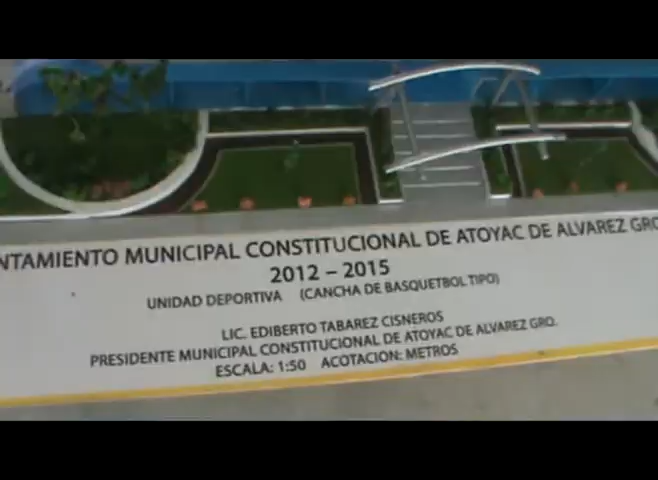 NTAMIENTO MUNICIPAL CONSTITUCIONAL DE ATOYAC DE ALVAREZ GRO
2012 – 2015
UNIDAD DEPORTIVA (CANCHA DE BASQUETBOL TIPO)
LIC. EDIBERTO TABAREZ CISNEROS
PRESIDENTE MUNICIPAL CONSTITUCIONAL DE ATOYAC DE ALVAREZ GRO.
ESCALA: 1:50 ACOTACION: METROS